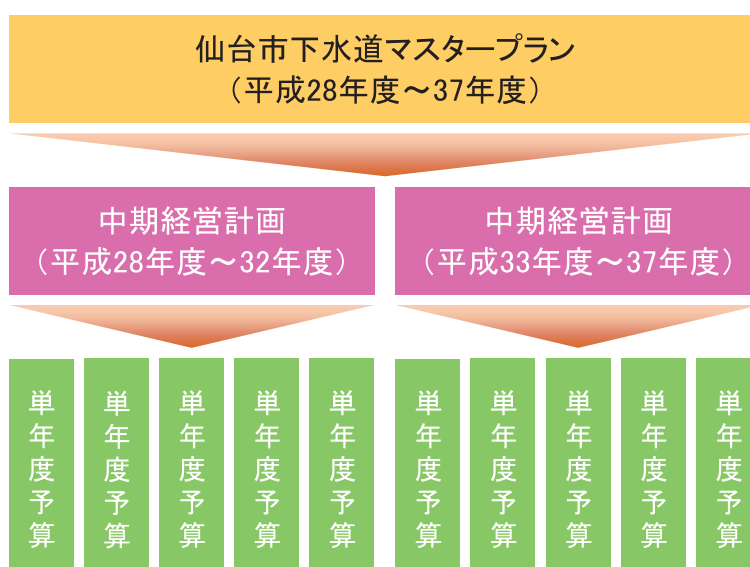 仙台市下水道マスタープラン
（平成28年度～37年度）
中期経営計画
（平成28年度～32年度）
中期経営計画
（平成33年度～37年度）
単年度予算
単年度予算
単年度予算
単年度予算
単年度予算
単年度予算
単年度予算
単年度予算
単年度予算
単年度予算